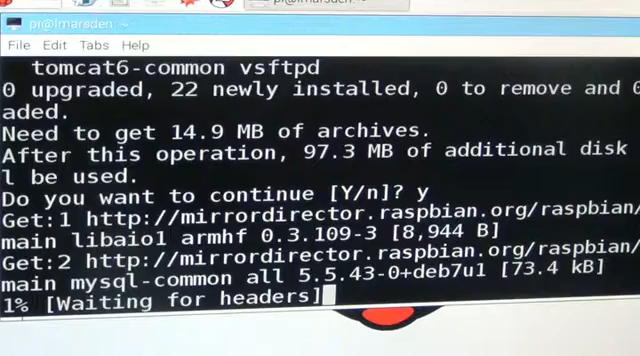 pi@lmarsden: ~
pi@lmarsden: ~
File Edit Tabs Help
tomcat6-common vsftpd
0 upgraded, 22 newly installed, 0 to remove and 0
aded.
Need to get 14.9 MB of archives.
After this operation, 97.3 MB of additional disk
l be used.
Do you want to continue [Y/n]? y
Get:1 http://mirrordirector.raspbian.org/raspbian/
main libaio1 armhf 0.3.109-3 [8,944 B]
Get:2 http://mirrordirector.raspbian.org/raspbian/
main mysql-common all 5.5.43-0+deb7u1 [73.4 kB]
1% [Waiting for headers]